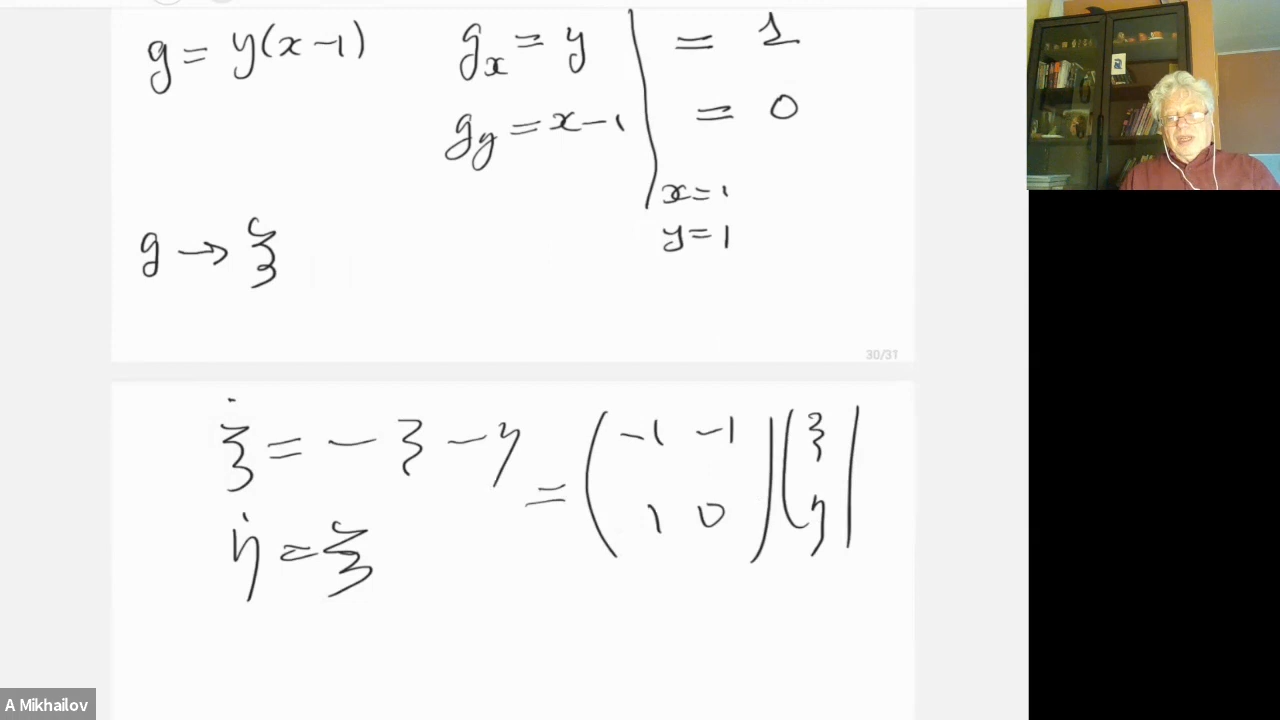 g = y(x-1) g_x = y | = 1
g_y = x-1 | = 0
x=1
y=1
g → ξ
30/31
ξ̇ = - ξ - η = ( -1 -1 ) ( ξ )
η̇ = ξ ( 1 0 ) ( η )
A Mikhailov